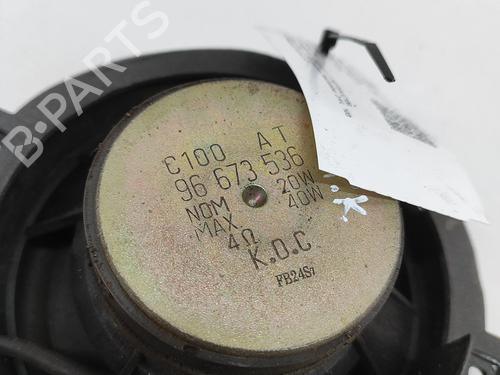 C100 AT
96 673 536
NOM 20W
MAX 40W
4Ω
K.O.C
FB24S7
B-PARTS